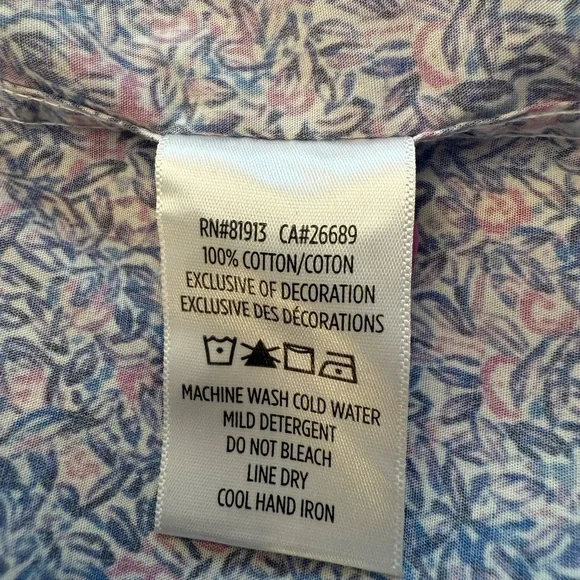 RN#81913 CA#26689
100% COTTON/COTON
EXCLUSIVE OF DECORATION
EXCLUSIVE DES DÉCORATIONS
MACHINE WASH COLD WATER
MILD DETERGENT
DO NOT BLEACH
LINE DRY
COOL HAND IRON